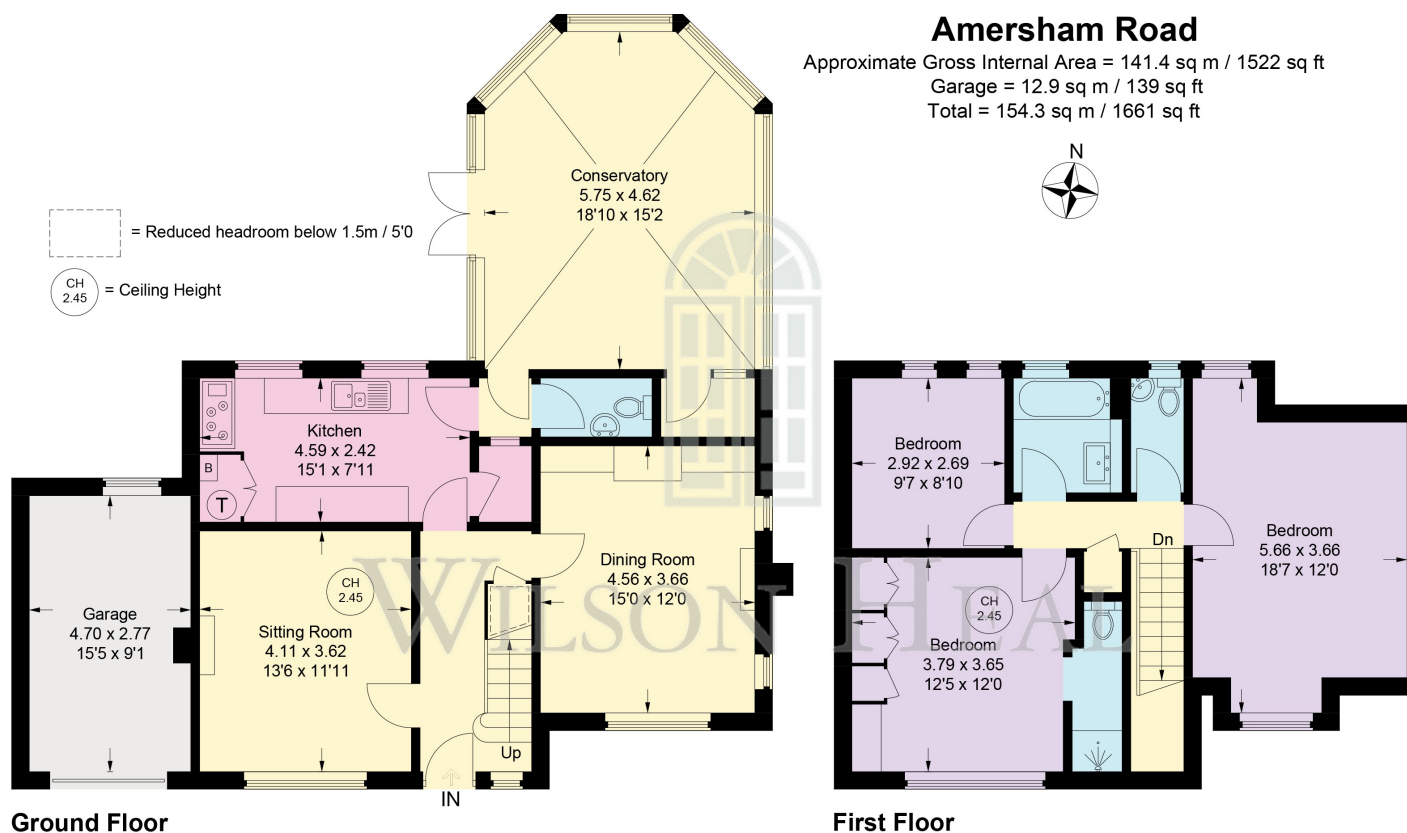 Amersham Road
Approximate Gross Internal Area = 141.4 sq m / 1522 sq ft
Garage = 12.9 sq m / 139 sq ft
Total = 154.3 sq m / 1661 sq ft
N
= Reduced headroom below 1.5m / 5'0
CH
2.45
= Ceiling Height
Conservatory
5.75 x 4.62
18'10 x 15'2
Kitchen
4.59 x 2.42
15'1 x 7'11
B
T
Garage
4.70 x 2.77
15'5 x 9'1
CH
2.45
Sitting Room
4.11 x 3.62
13'6 x 11'11
Dining Room
4.56 x 3.66
15'0 x 12'0
Up
IN
Ground Floor
Bedroom
2.92 x 2.69
9'7 x 8'10
Dn
Bedroom
5.66 x 3.66
18'7 x 12'0
CH
2.45
Bedroom
3.79 x 3.65
12'5 x 12'0
First Floor
WILSON HEAL